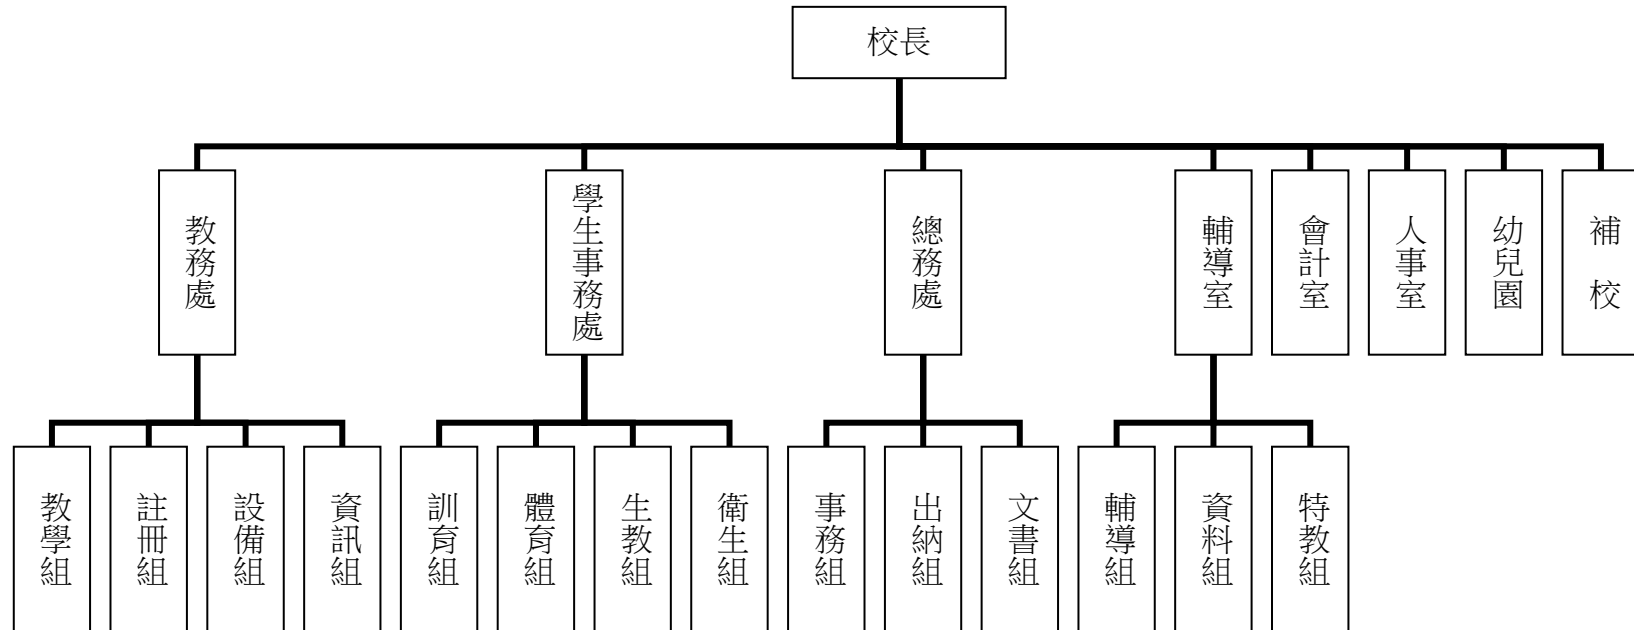 校長
教務處
學生事務處
總務處
輔導室
會計室
人事室
幼兒園
補校
教學組
註冊組
設備組
資訊組
訓育組
體育組
生教組
衛生組
事務組
出納組
文書組
輔導組
資料組
特教組